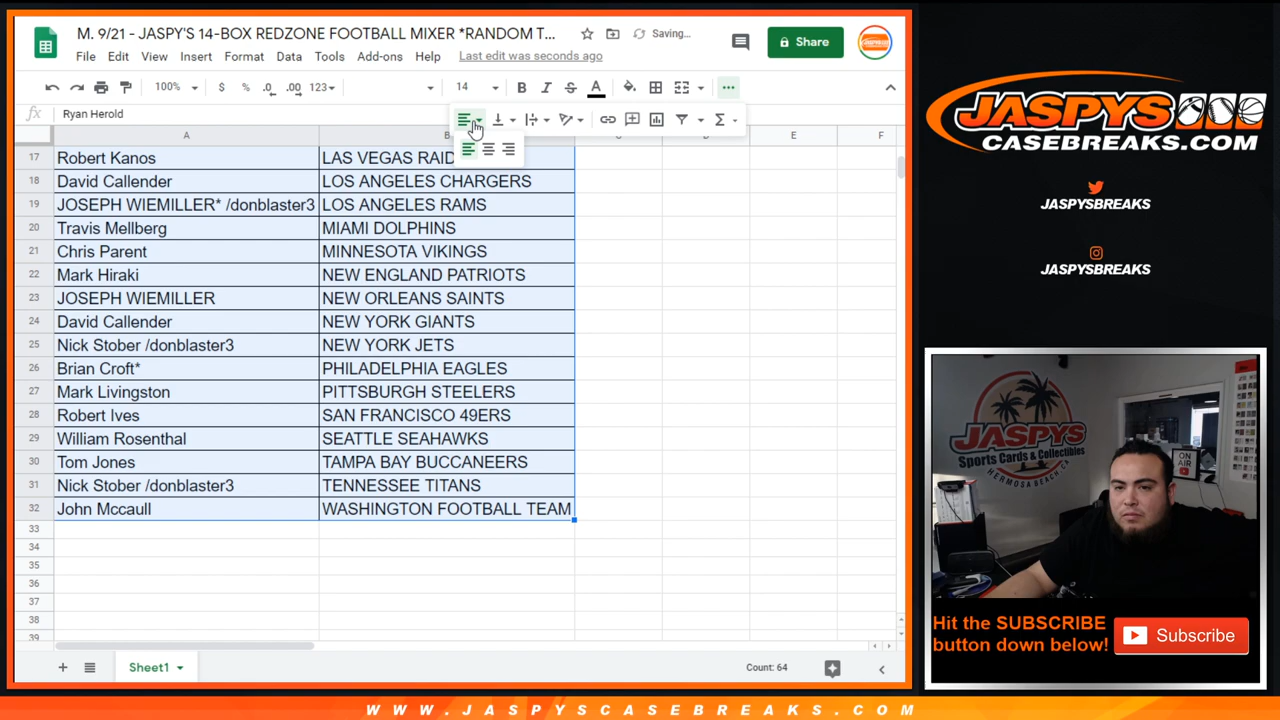 M. 9/21 - JASPY'S 14-BOX REDZONE FOOTBALL MIXER *RANDOM T...
Saving...
Share
File Edit View Insert Format Data Tools Add-ons Help Last edit was seconds ago
100% $ % .0 .00 123 14 B I S A
fx Ryan Herold
Σ
A B C D E F
17 Robert Kanos LAS VEGAS RAID
18 David Callender LOS ANGELES CHARGERS
19 JOSEPH WIEMILLER* /donblaster3 LOS ANGELES RAMS
20 Travis Mellberg MIAMI DOLPHINS
21 Chris Parent MINNESOTA VIKINGS
22 Mark Hiraki NEW ENGLAND PATRIOTS
23 JOSEPH WIEMILLER NEW ORLEANS SAINTS
24 David Callender NEW YORK GIANTS
25 Nick Stober /donblaster3 NEW YORK JETS
26 Brian Croft* PHILADELPHIA EAGLES
27 Mark Livingston PITTSBURGH STEELERS
28 Robert Ives SAN FRANCISCO 49ERS
29 William Rosenthal SEATTLE SEAHAWKS
30 Tom Jones TAMPA BAY BUCCANEERS
31 Nick Stober /donblaster3 TENNESSEE TITANS
32 John Mccaull WASHINGTON FOOTBALL TEAM
33
34
35
36
37
38
39
Sheet1
Count: 64
JASPYS
CASEBREAKS.COM
JASPYSBREAKS
JASPYSBREAKS
JASPYS
Sports Cards & Collectibles
HERMOSA BEACH CA
ON AIR
Hit the SUBSCRIBE
button down below!
Subscribe
WWW.JASPYSCASEBREAKS.COM